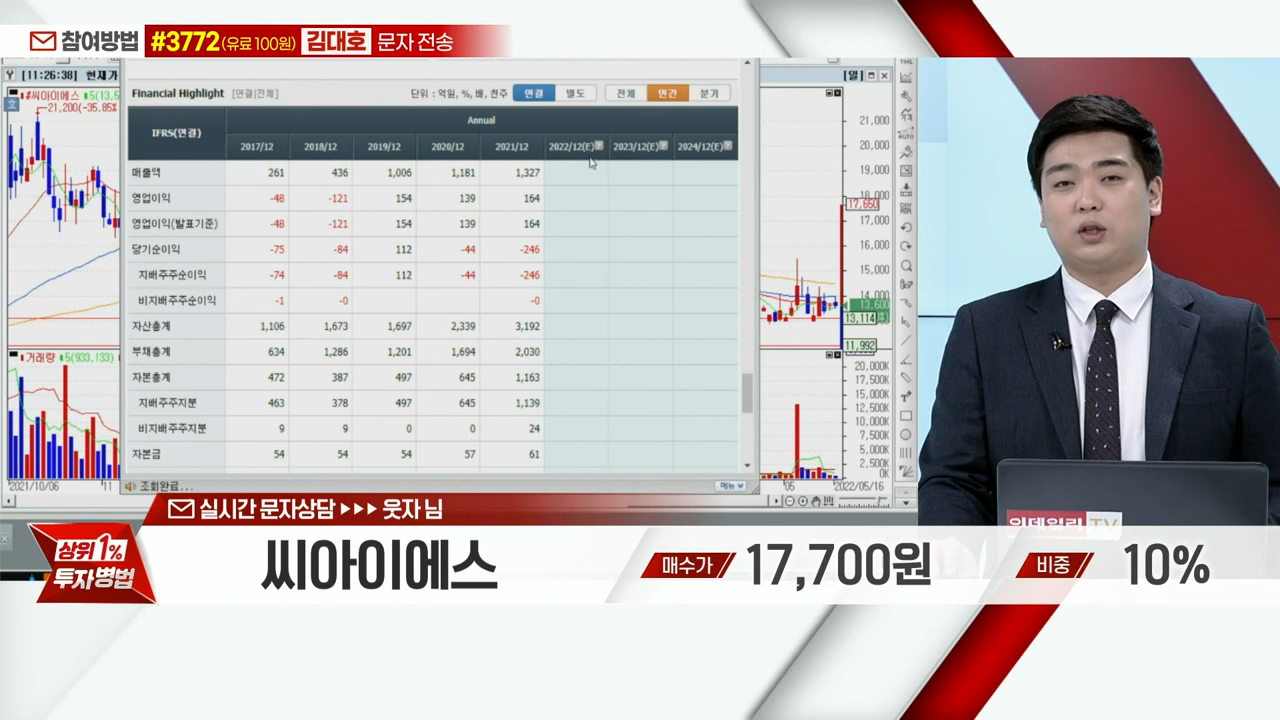 참여방법 #3772(유료100원) 김대호 문자 전송
[11:26:38] 현재가
[일]
#씨아이에스 5(13,5
21,200(-35.85%
Financial Highlight [연결|전체]
단위 : 억원, %, 배, 천주 연결 별도 전체 연간 분기
IFRS(연결) Annual
2017/12 2018/12 2019/12 2020/12 2021/12 2022/12(E) 2023/12(E) 2024/12(E)
매출액 261 436 1,006 1,181 1,327
영업이익 -48 -121 154 139 164
영업이익(발표기준) -48 -121 154 139 164
당기순이익 -75 -84 112 -44 -246
지배주주순이익 -74 -84 112 -44 -246
비지배주주순이익 -1 -0 -0
자산총계 1,106 1,673 1,697 2,339 3,192
부채총계 634 1,286 1,201 1,694 2,030
자본총계 472 387 497 645 1,163
지배주주지분 463 378 497 645 1,139
비지배주주지분 9 9 0 0 24
자본금 54 54 54 57 61
조회완료...
메뉴
21,000
20,000
19,000
18,000
17,650
17,000
16,000
15,000
14,000
13,600
13,114
11,992
거래량 5(933,133)
20,000K
17,500K
15,000K
12,500K
10,000K
7,500K
5,000K
2,500K
0K
2021/10/06 11 05 2022/05/16
실시간 문자상담 ▶▶▶ 웃자 님
상위 1% 투자병법
씨아이에스 매수가 17,700원 비중 10%